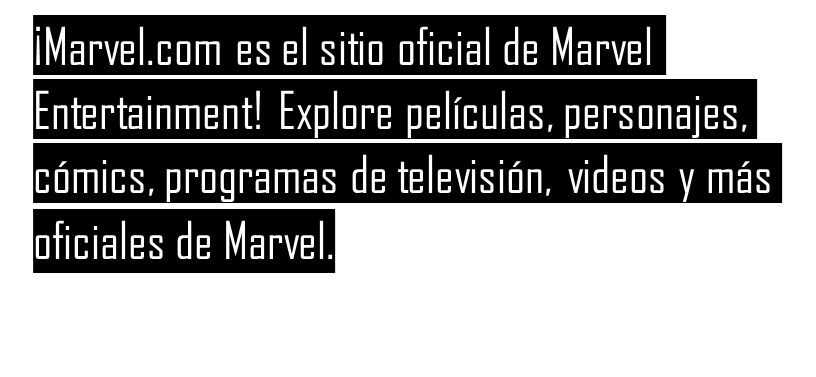 ¡Marvel.com es el sitio oficial de Marvel
Entertainment! Explore películas, personajes,
cómics, programas de televisión, videos y más
oficiales de Marvel.